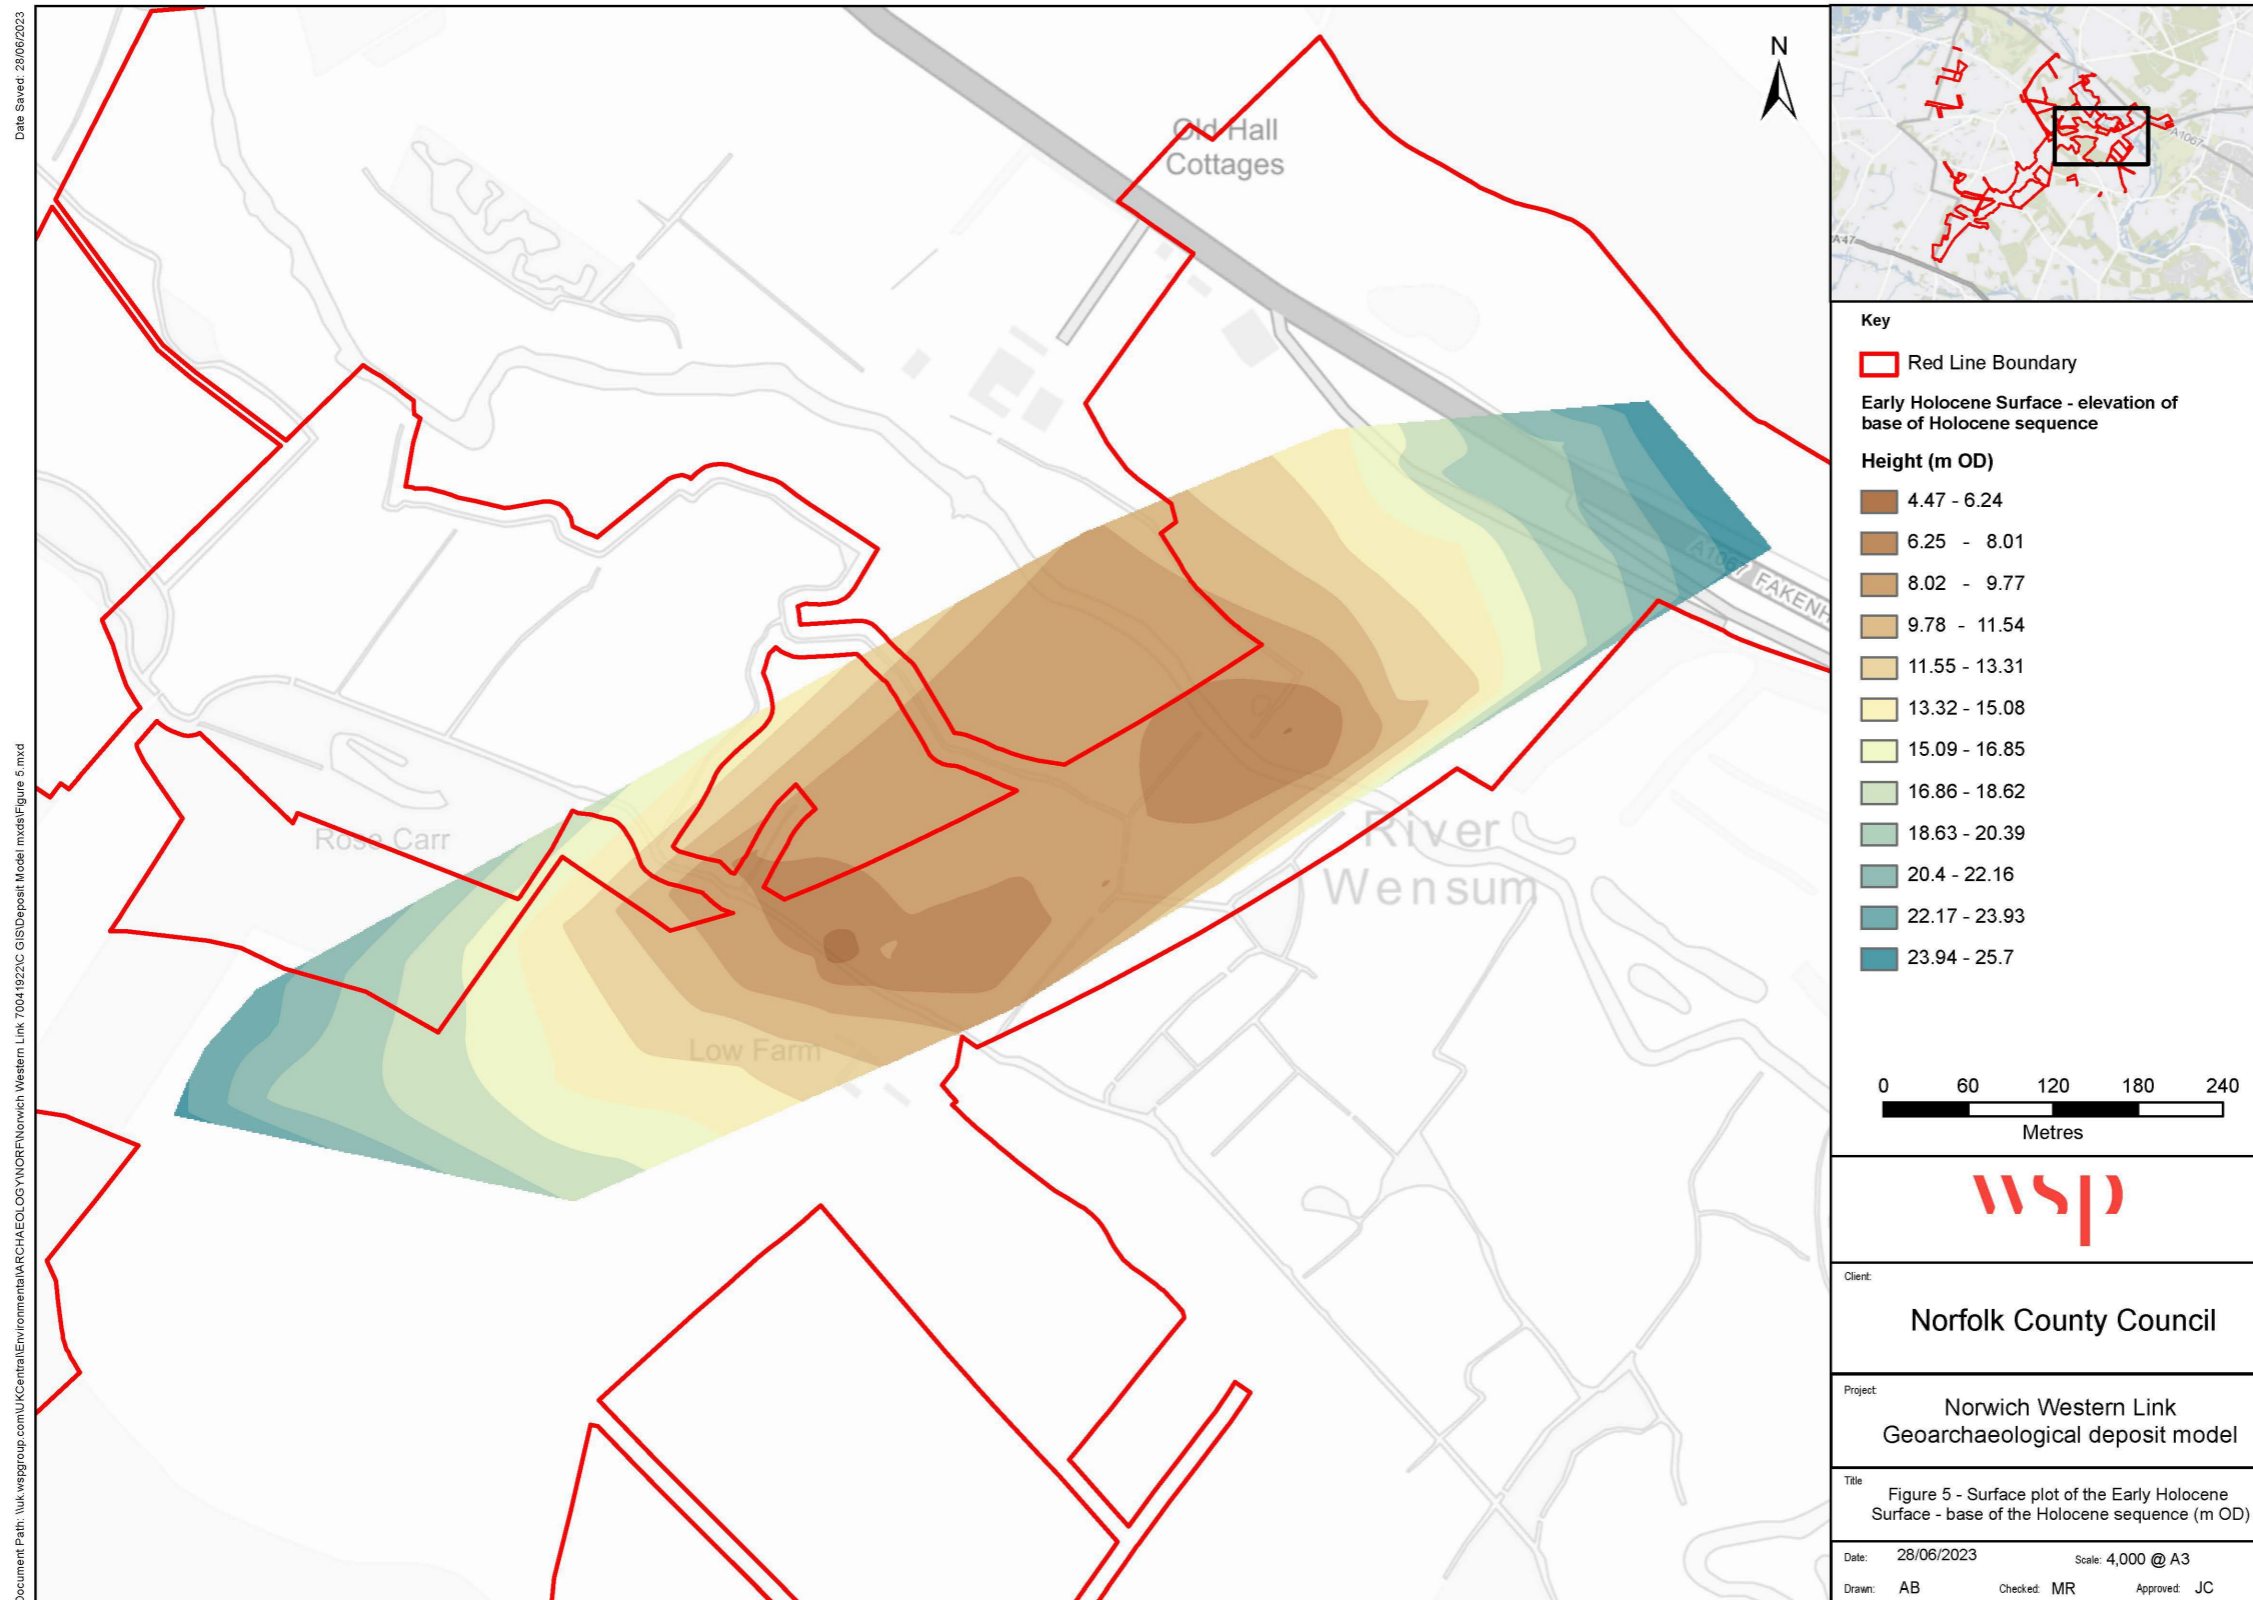 Date Saved: 28/06/2023
Document Path: \\uk.wspgroup.com\UKCentral\Environmental\ARCHAEOLOGY\NORF\Norwich Western Link 70041922\C GIS\Deposit Model mxds\Figure 5.mxd
N
Old Hall
Cottages
A1067 FAKENH
Rose Carr
River
Wensum
Low Farm
A1067
A47
Key
Red Line Boundary
Early Holocene Surface - elevation of
base of Holocene sequence
Height (m OD)
4.47 - 6.24
6.25 - 8.01
8.02 - 9.77
9.78 - 11.54
11.55 - 13.31
13.32 - 15.08
15.09 - 16.85
16.86 - 18.62
18.63 - 20.39
20.4 - 22.16
22.17 - 23.93
23.94 - 25.7
0 60 120 180 240
Metres
wsp
Client:
Norfolk County Council
Project:
Norwich Western Link
Geoarchaeological deposit model
Title
Figure 5 - Surface plot of the Early Holocene
Surface - base of the Holocene sequence (m OD)
Date: 28/06/2023 Scale: 4,000 @ A3
Drawn: AB Checked: MR Approved: JC